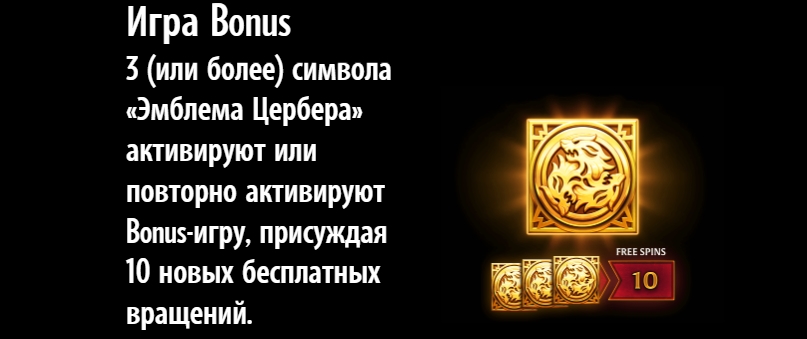 Игра Bonus
3 (или более) символа
«Эмблема Цербера»
активируют или
повторно активируют
Bonus-игру, присуждая
10 новых бесплатных
вращений.
FREE SPINS
10